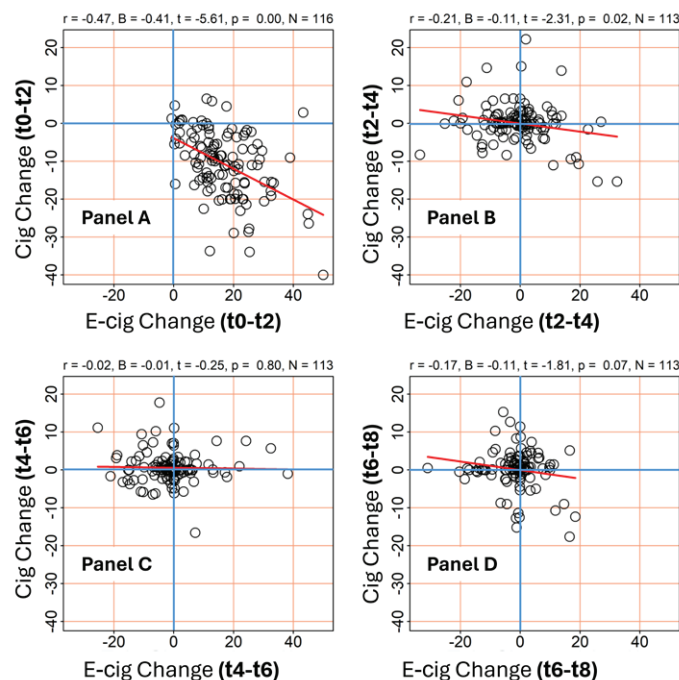 r = -0.47, B = -0.41, t = -5.61, p = 0.00, N = 116
20
10
0
-10
-20
-30
-40
Cig Change (t0-t2)
Panel A
-20 0 20 40
E-cig Change (t0-t2)
r = -0.21, B = -0.11, t = -2.31, p = 0.02, N = 113
20
10
0
-10
-20
-30
-40
Cig Change (t2-t4)
Panel B
-20 0 20 40
E-cig Change (t2-t4)
r = -0.02, B = -0.01, t = -0.25, p = 0.80, N = 113
20
10
0
-10
-20
-30
-40
Cig Change (t4-t6)
Panel C
-20 0 20 40
E-cig Change (t4-t6)
r = -0.17, B = -0.11, t = -1.81, p = 0.07, N = 113
20
10
0
-10
-20
-30
-40
Cig Change (t6-t8)
Panel D
-20 0 20 40
E-cig Change (t6-t8)